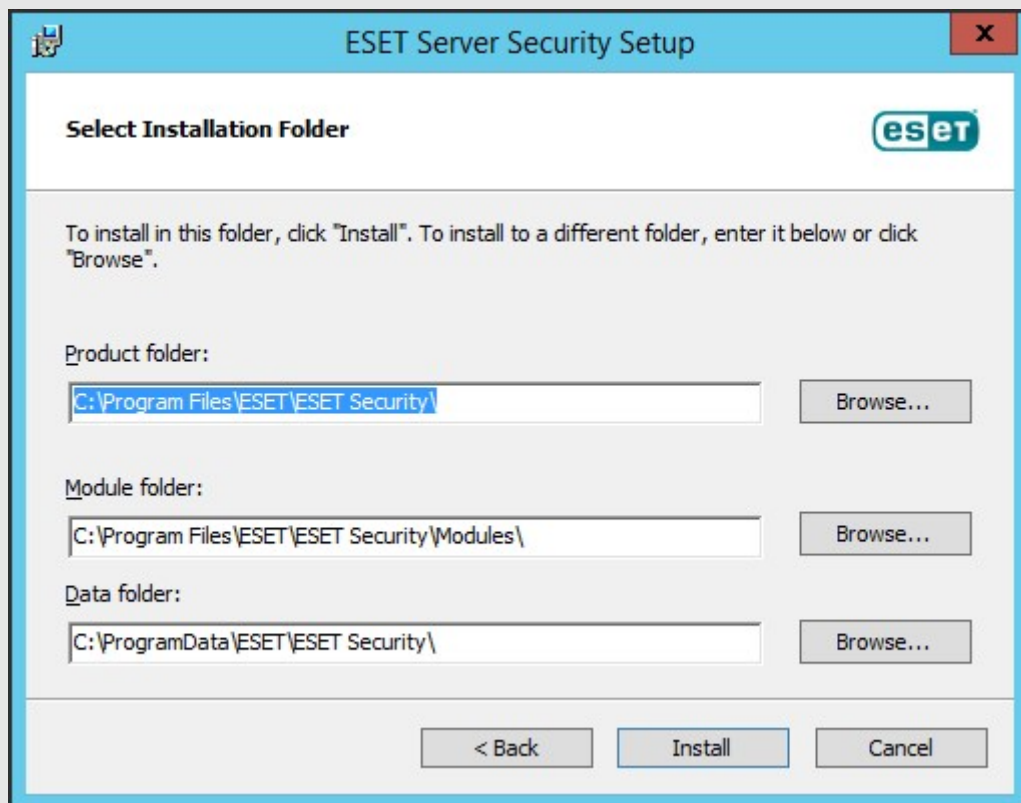 ESET Server Security Setup
x
Select Installation Folder
eseT
To install in this folder, click "Install". To install to a different folder, enter it below or click
"Browse".
Product folder:
C:\Program Files\ESET\ESET Security\
Browse...
Module folder:
C:\Program Files\ESET\ESET Security\Modules\
Browse...
Data folder:
C:\ProgramData\ESET\ESET Security\
Browse...
< Back
Install
Cancel